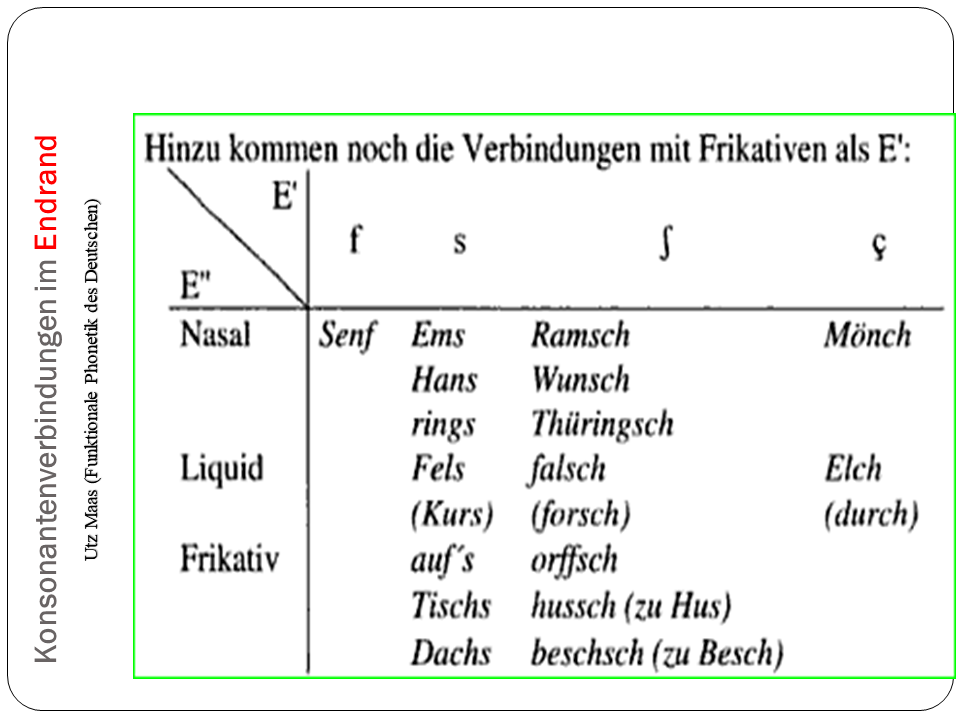 Konsonantenverbindungen im Endrand
Utz Maas (Funktionale Phonetik des Deutschen)
Hinzu kommen noch die Verbindungen mit Frikativen als E':
E'
f s ʃ ç
E"
Nasal Senf Ems Ramsch Mönch
Hans Wunsch
rings Thüringsch
Liquid Fels falsch Elch
(Kurs) (forsch) (durch)
Frikativ auf´s orffsch
Tischs hussch (zu Hus)
Dachs beschsch (zu Besch)